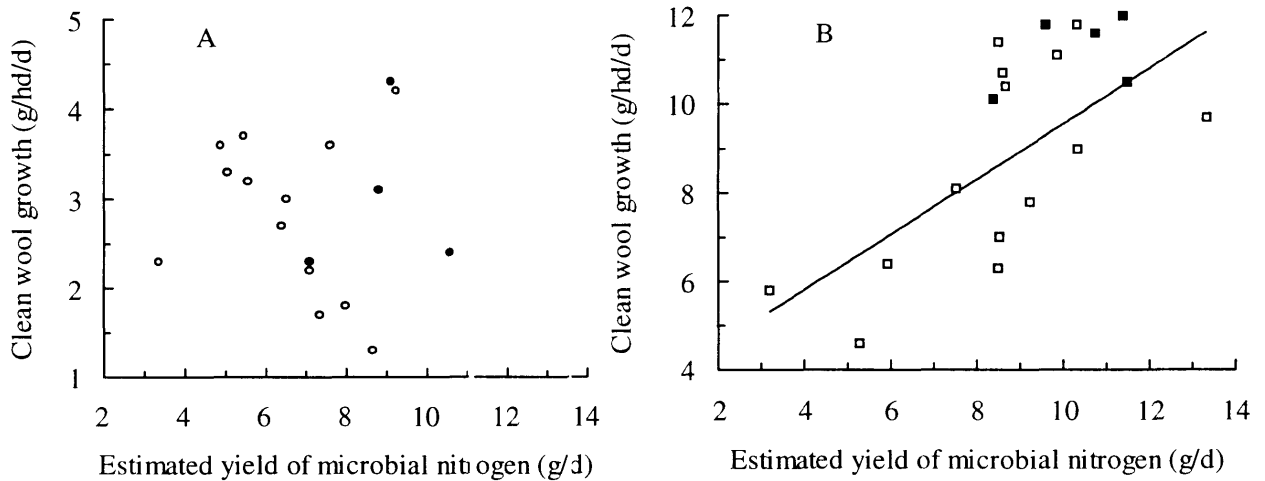 A
Clean wool growth (g/hd/d)
5
4
3
2
1
2 4 6 8 10 12 14
Estimated yield of microbial nitrogen (g/d)
B
Clean wool growth (g/hd/d)
12
10
8
6
4
2 4 6 8 10 12 14
Estimated yield of microbial nitrogen (g/d)